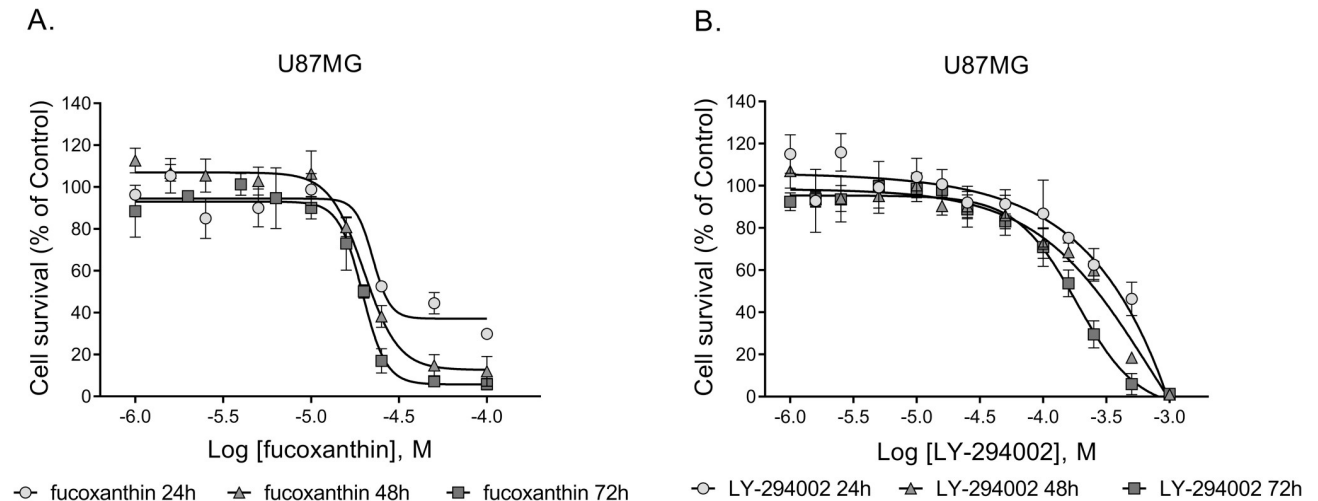 A.
U87MG
Cell survival (% of Control)
140
120
100
80
60
40
20
0
-6.0 -5.5 -5.0 -4.5 -4.0
Log [fucoxanthin], M
fucoxanthin 24h fucoxanthin 48h fucoxanthin 72h
B.
U87MG
Cell survival (% of Control)
140
120
100
80
60
40
20
0
-6.0 -5.5 -5.0 -4.5 -4.0 -3.5 -3.0
Log [LY-294002], M
LY-294002 24h LY-294002 48h LY-294002 72h